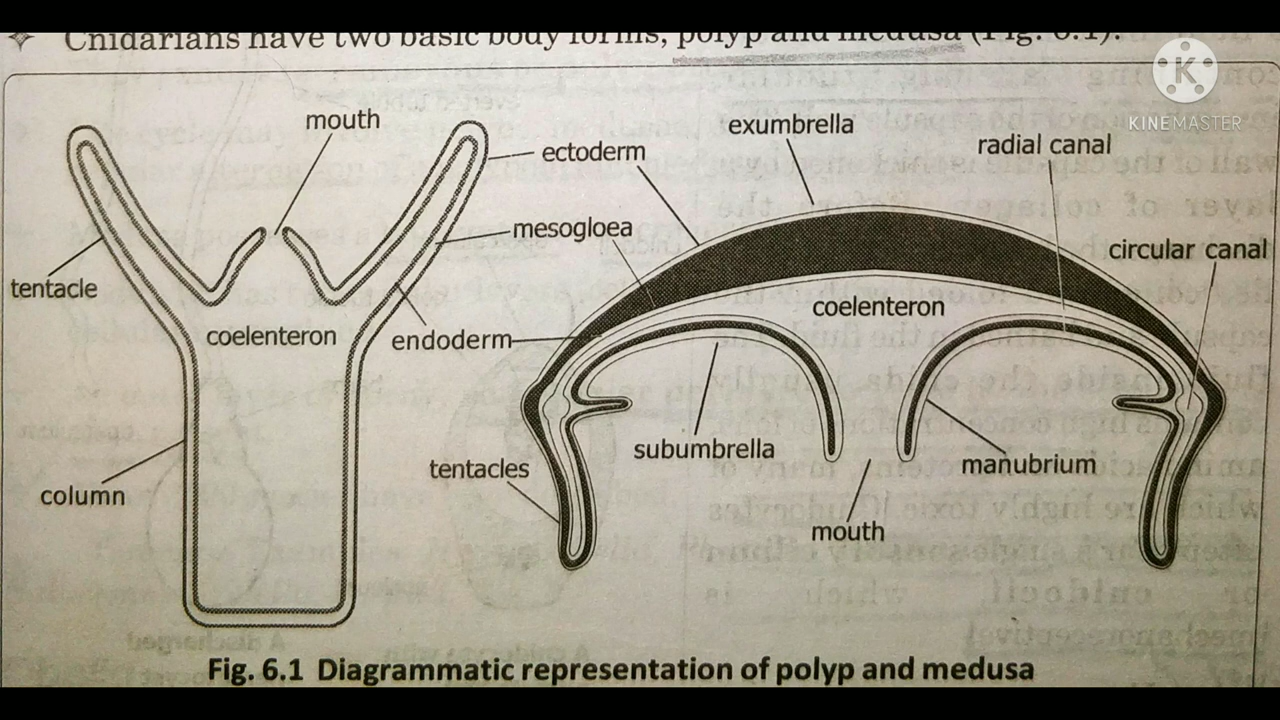 Cnidarians have two basic body forms, polyp and medusa (Fig. 6.1).
K
KINEMASTER
mouth
exumbrella
radial canal
ectoderm
mesogloea
circular canal
tentacle
coelenteron
endoderm
coelenteron
subumbrella
tentacles
manubrium
column
mouth
Fig. 6.1 Diagrammatic representation of polyp and medusa